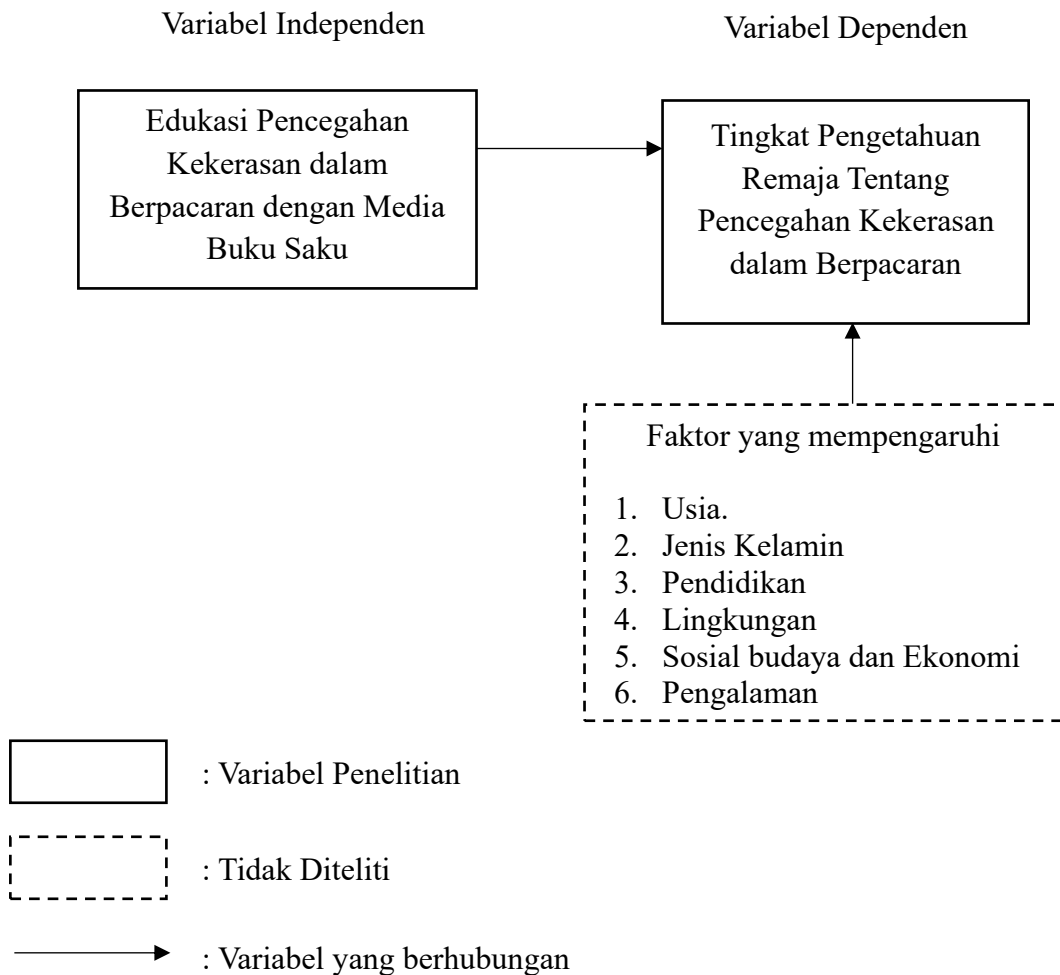 Variabel Independen
Variabel Dependen
Edukasi Pencegahan
Kekerasan dalam
Berpacaran dengan Media
Buku Saku
Tingkat Pengetahuan
Remaja Tentang
Pencegahan Kekerasan
dalam Berpacaran
Faktor yang mempengaruhi
1. Usia.
2. Jenis Kelamin
3. Pendidikan
4. Lingkungan
5. Sosial budaya dan Ekonomi
6. Pengalaman
: Variabel Penelitian
: Tidak Diteliti
: Variabel yang berhubungan